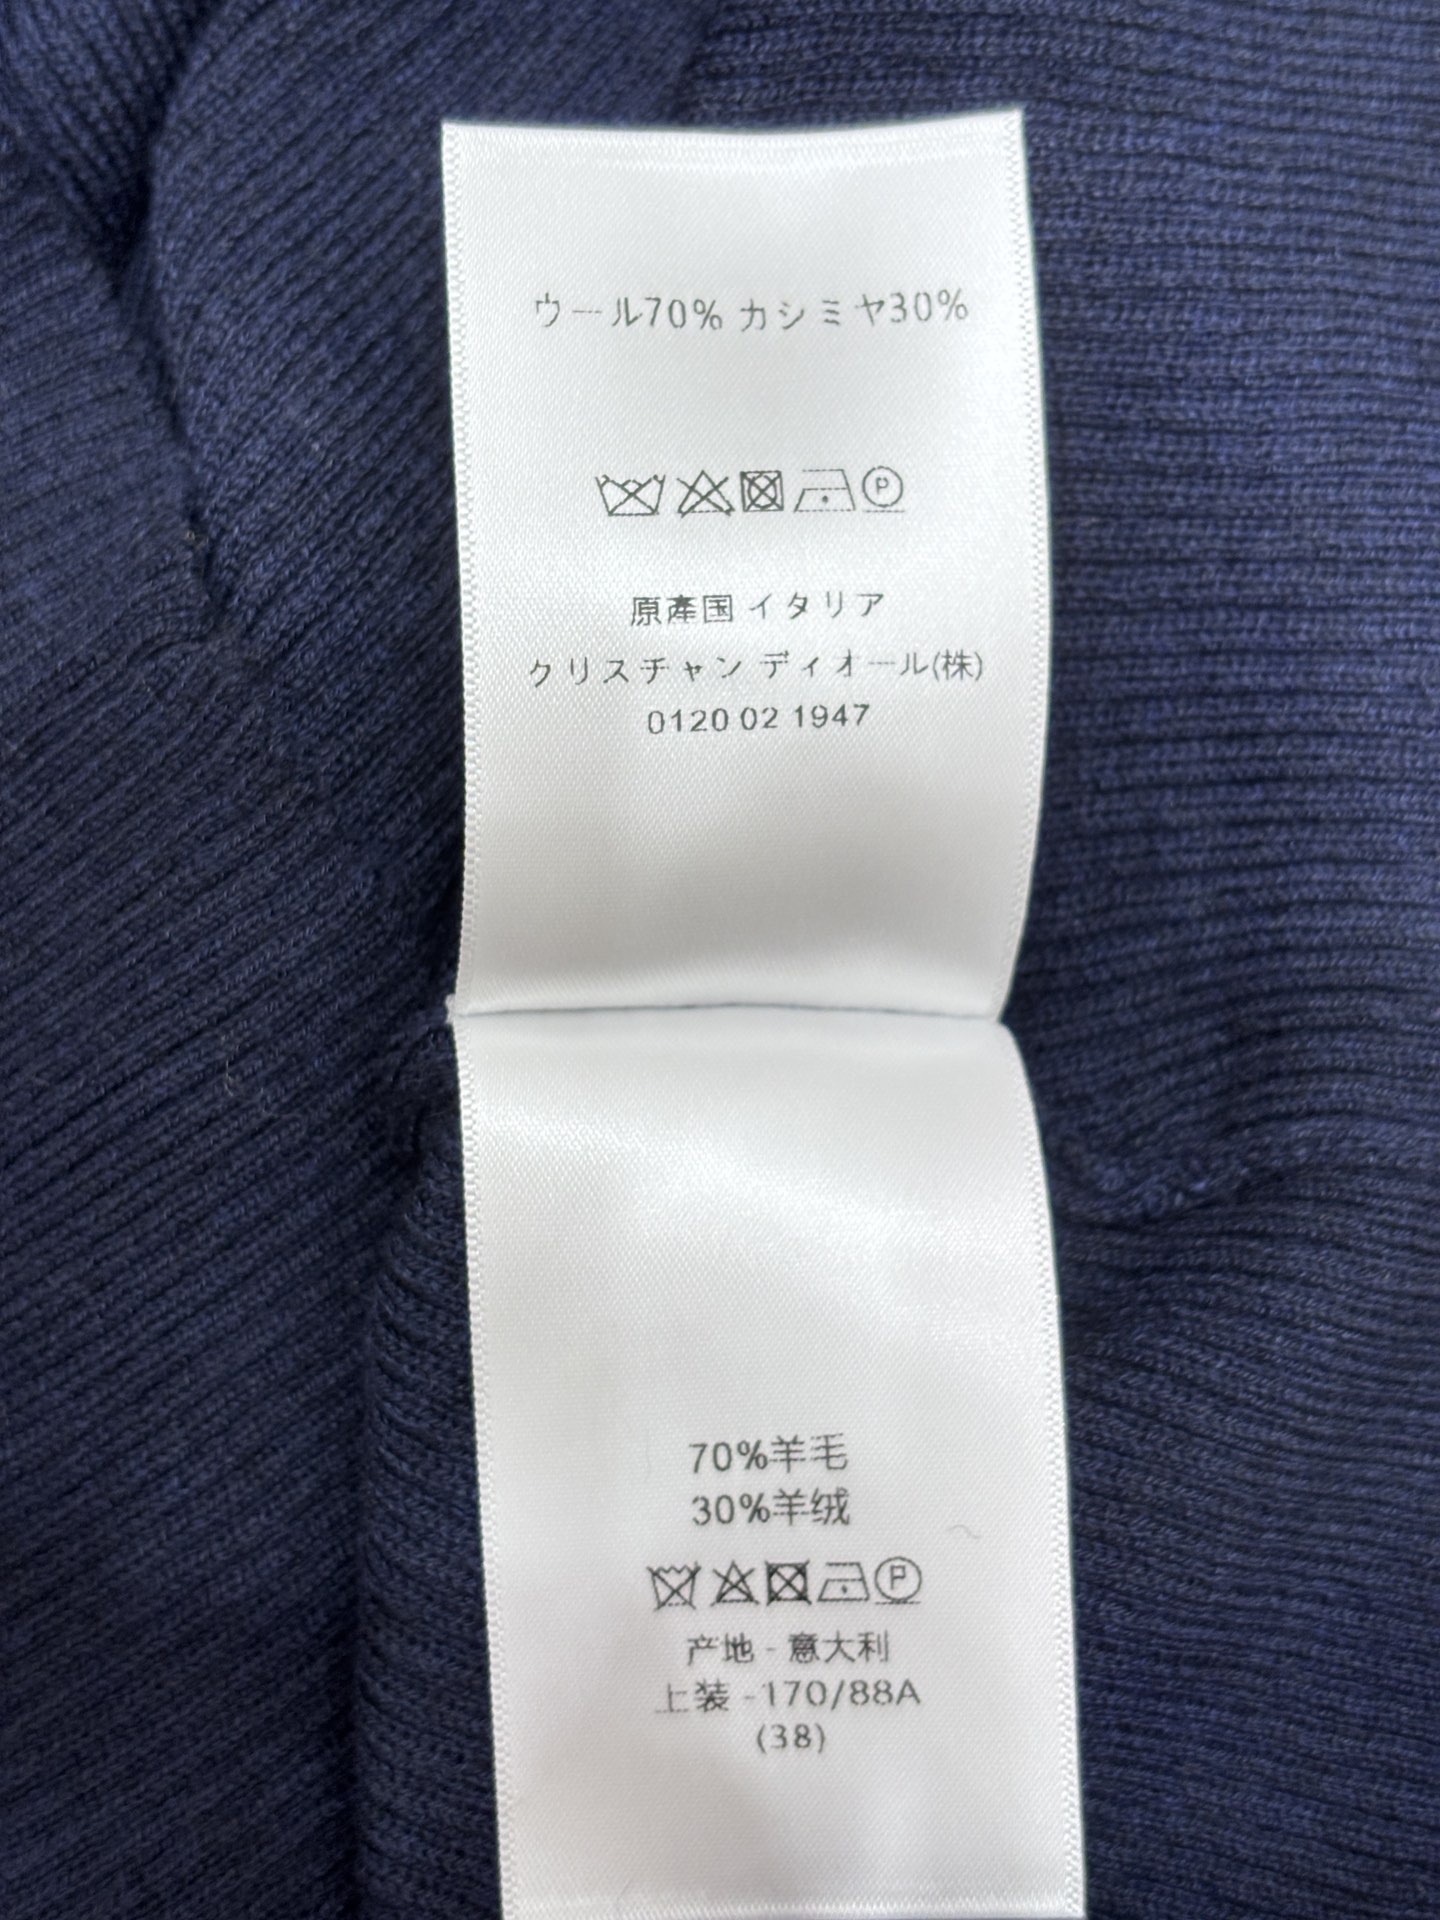 ウール70% カシミヤ30%
P
原産国 イタリア
クリスチャン ディオール(株)
0120 02 1947
70%羊毛
30%羊绒
P
产地 - 意大利
上装 -170/88A
(38)